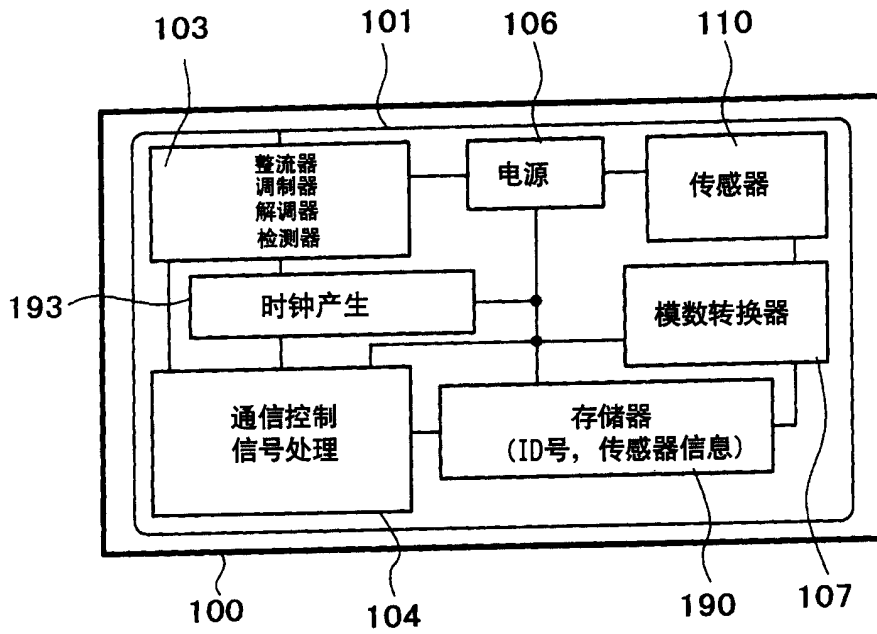 103
101
106
110
整流器
调制器
解调器
检测器
电源
传感器
193
时钟产生
模数转换器
通信控制
信号处理
存储器
(ID号，传感器信息)
100
104
190
107